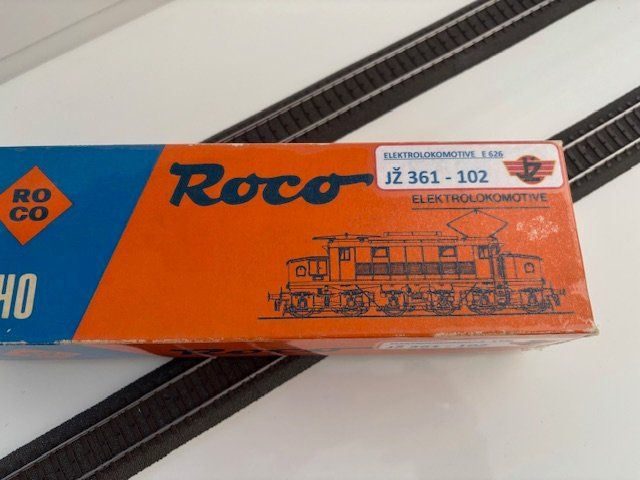 RO
CO
HO
Roco
ELEKTROLOKOMOTIVE E 626
JŽ 361 - 102
JŽ
ELEKTROLOKOMOTIVE